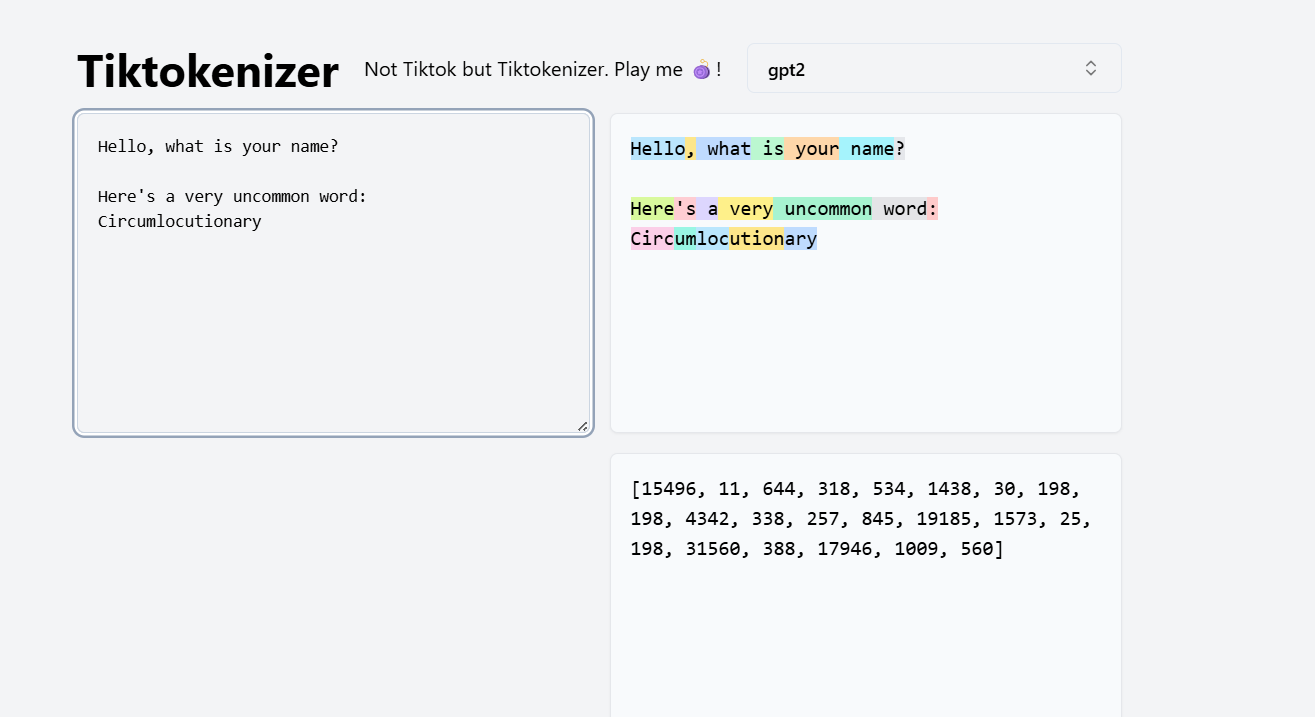 Tiktokenizer
Not Tiktok but Tiktokenizer. Play me !
gpt2
Hello, what is your name?
Here's a very uncommon word:
Circumlocutionary
Hello, what is your name?
Here's a very uncommon word:
Circumlocutionary
[15496, 11, 644, 318, 534, 1438, 30, 198,
198, 4342, 338, 257, 845, 19185, 1573, 25,
198, 31560, 388, 17946, 1009, 560]